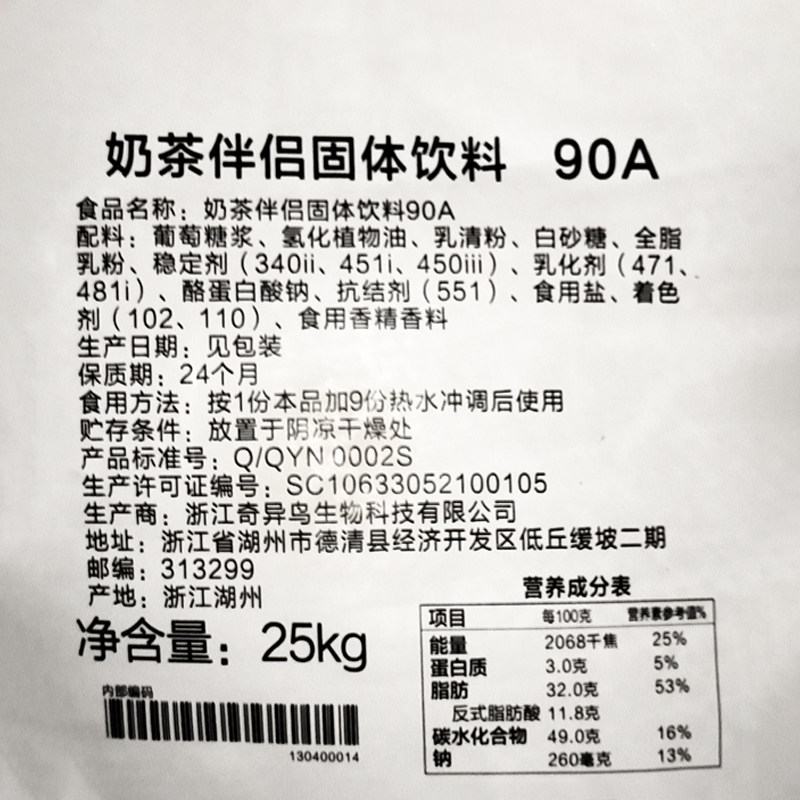 奶茶伴侣固体饮料 90A
食品名称：奶茶伴侣固体饮料90A
配料：葡萄糖浆、氢化植物油、乳清粉、白砂糖、全脂
乳粉、稳定剂（340ii、451i、450iii）、乳化剂（471、
481i）、酪蛋白酸钠、抗结剂（551）、食用盐、着色
剂（102、110）、食用香精香料
生产日期：见包装
保质期：24个月
食用方法：按1份本品加9份热水冲调后使用
贮存条件：放置于阴凉干燥处
产品标准号：Q/QYN 0002S
生产许可证编号：SC10633052100105
生产商：浙江奇异鸟生物科技有限公司
地址：浙江省湖州市德清县经济开发区低丘缓坡二期
邮编：313299
产地：浙江湖州
净含量：25kg
内部编码
130400014
营养成分表
项目 每100克 营养素参考值%
能量 2068千焦 25%
蛋白质 3.0克 5%
脂肪 32.0克 53%
反式脂肪酸 11.8克
碳水化合物 49.0克 16%
钠 260毫克 13%